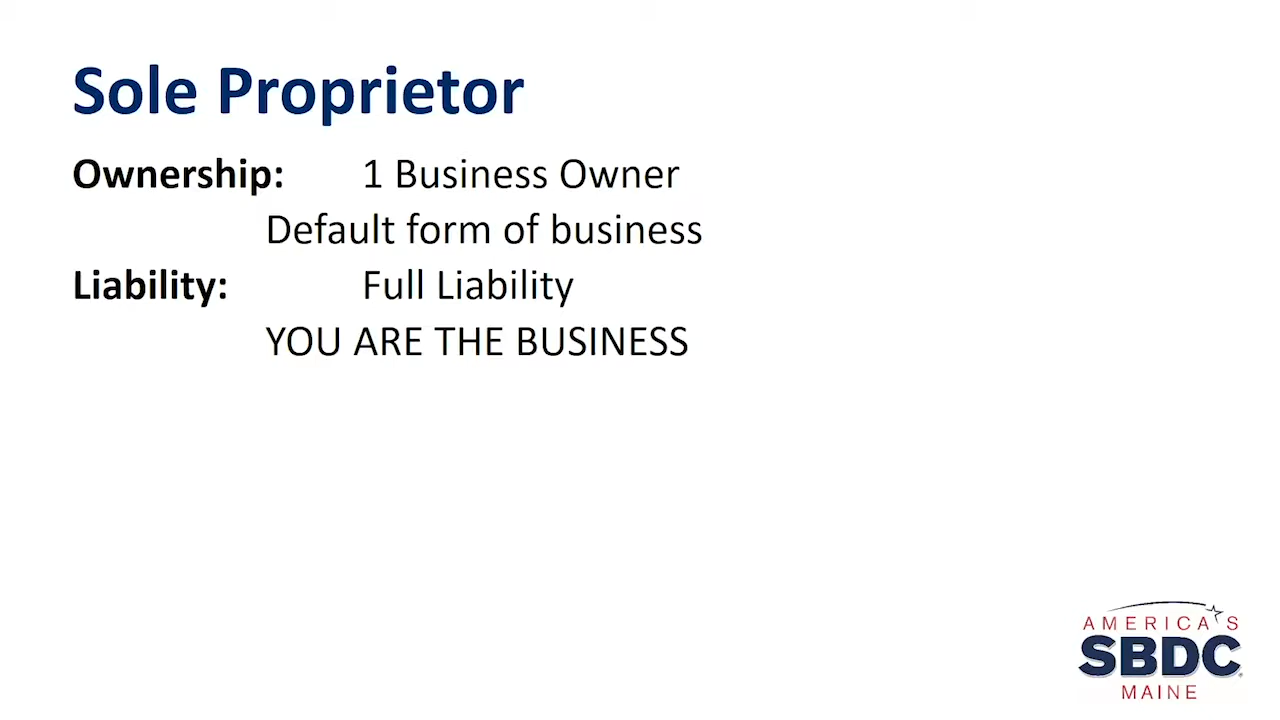 Sole Proprietor
Ownership: 1 Business Owner
Default form of business
Liability: Full Liability
YOU ARE THE BUSINESS
AMERICA'S
SBDC
MAINE